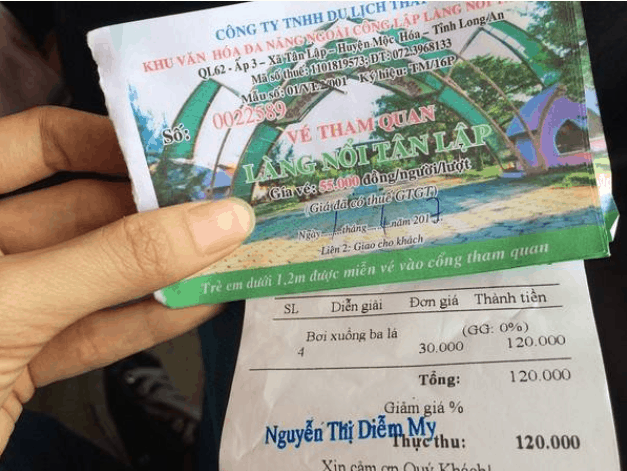 CÔNG TY TNHH DU LỊCH
KHU VĂN HÓA ĐA NĂNG NGOÀI CÔNG LẬP LÀNG NỔI
QL62 - Ấp 3 - Xã Tân Lập - Huyện Mộc Hóa - Tỉnh Long An
Mã số thuế: 1101819573; ĐT: 072.3968133
Mẫu số: 01/VE2-001 Ký hiệu: TM/16P
Số: 0022589
VÉ THAM QUAN
LÀNG NỔI TÂN LẬP
Gía vé: 55.000 đồng/người/lượt
(Giá đã có thuế GTGT)
Ngày 1 tháng 1 năm 201
Liên 2: Giao cho khách
Trẻ em dưới 1,2m được miễn vé vào cổng tham quan
SL Diễn giải Đơn giá Thành tiền
Bơi xuồng ba lá (GG: 0%)
4 30.000 120.000
Tổng: 120.000
Giảm giá %
Nguyễn Thị Diễm My
Thực thu: 120.000
Xin cảm ơn Quý Khách!